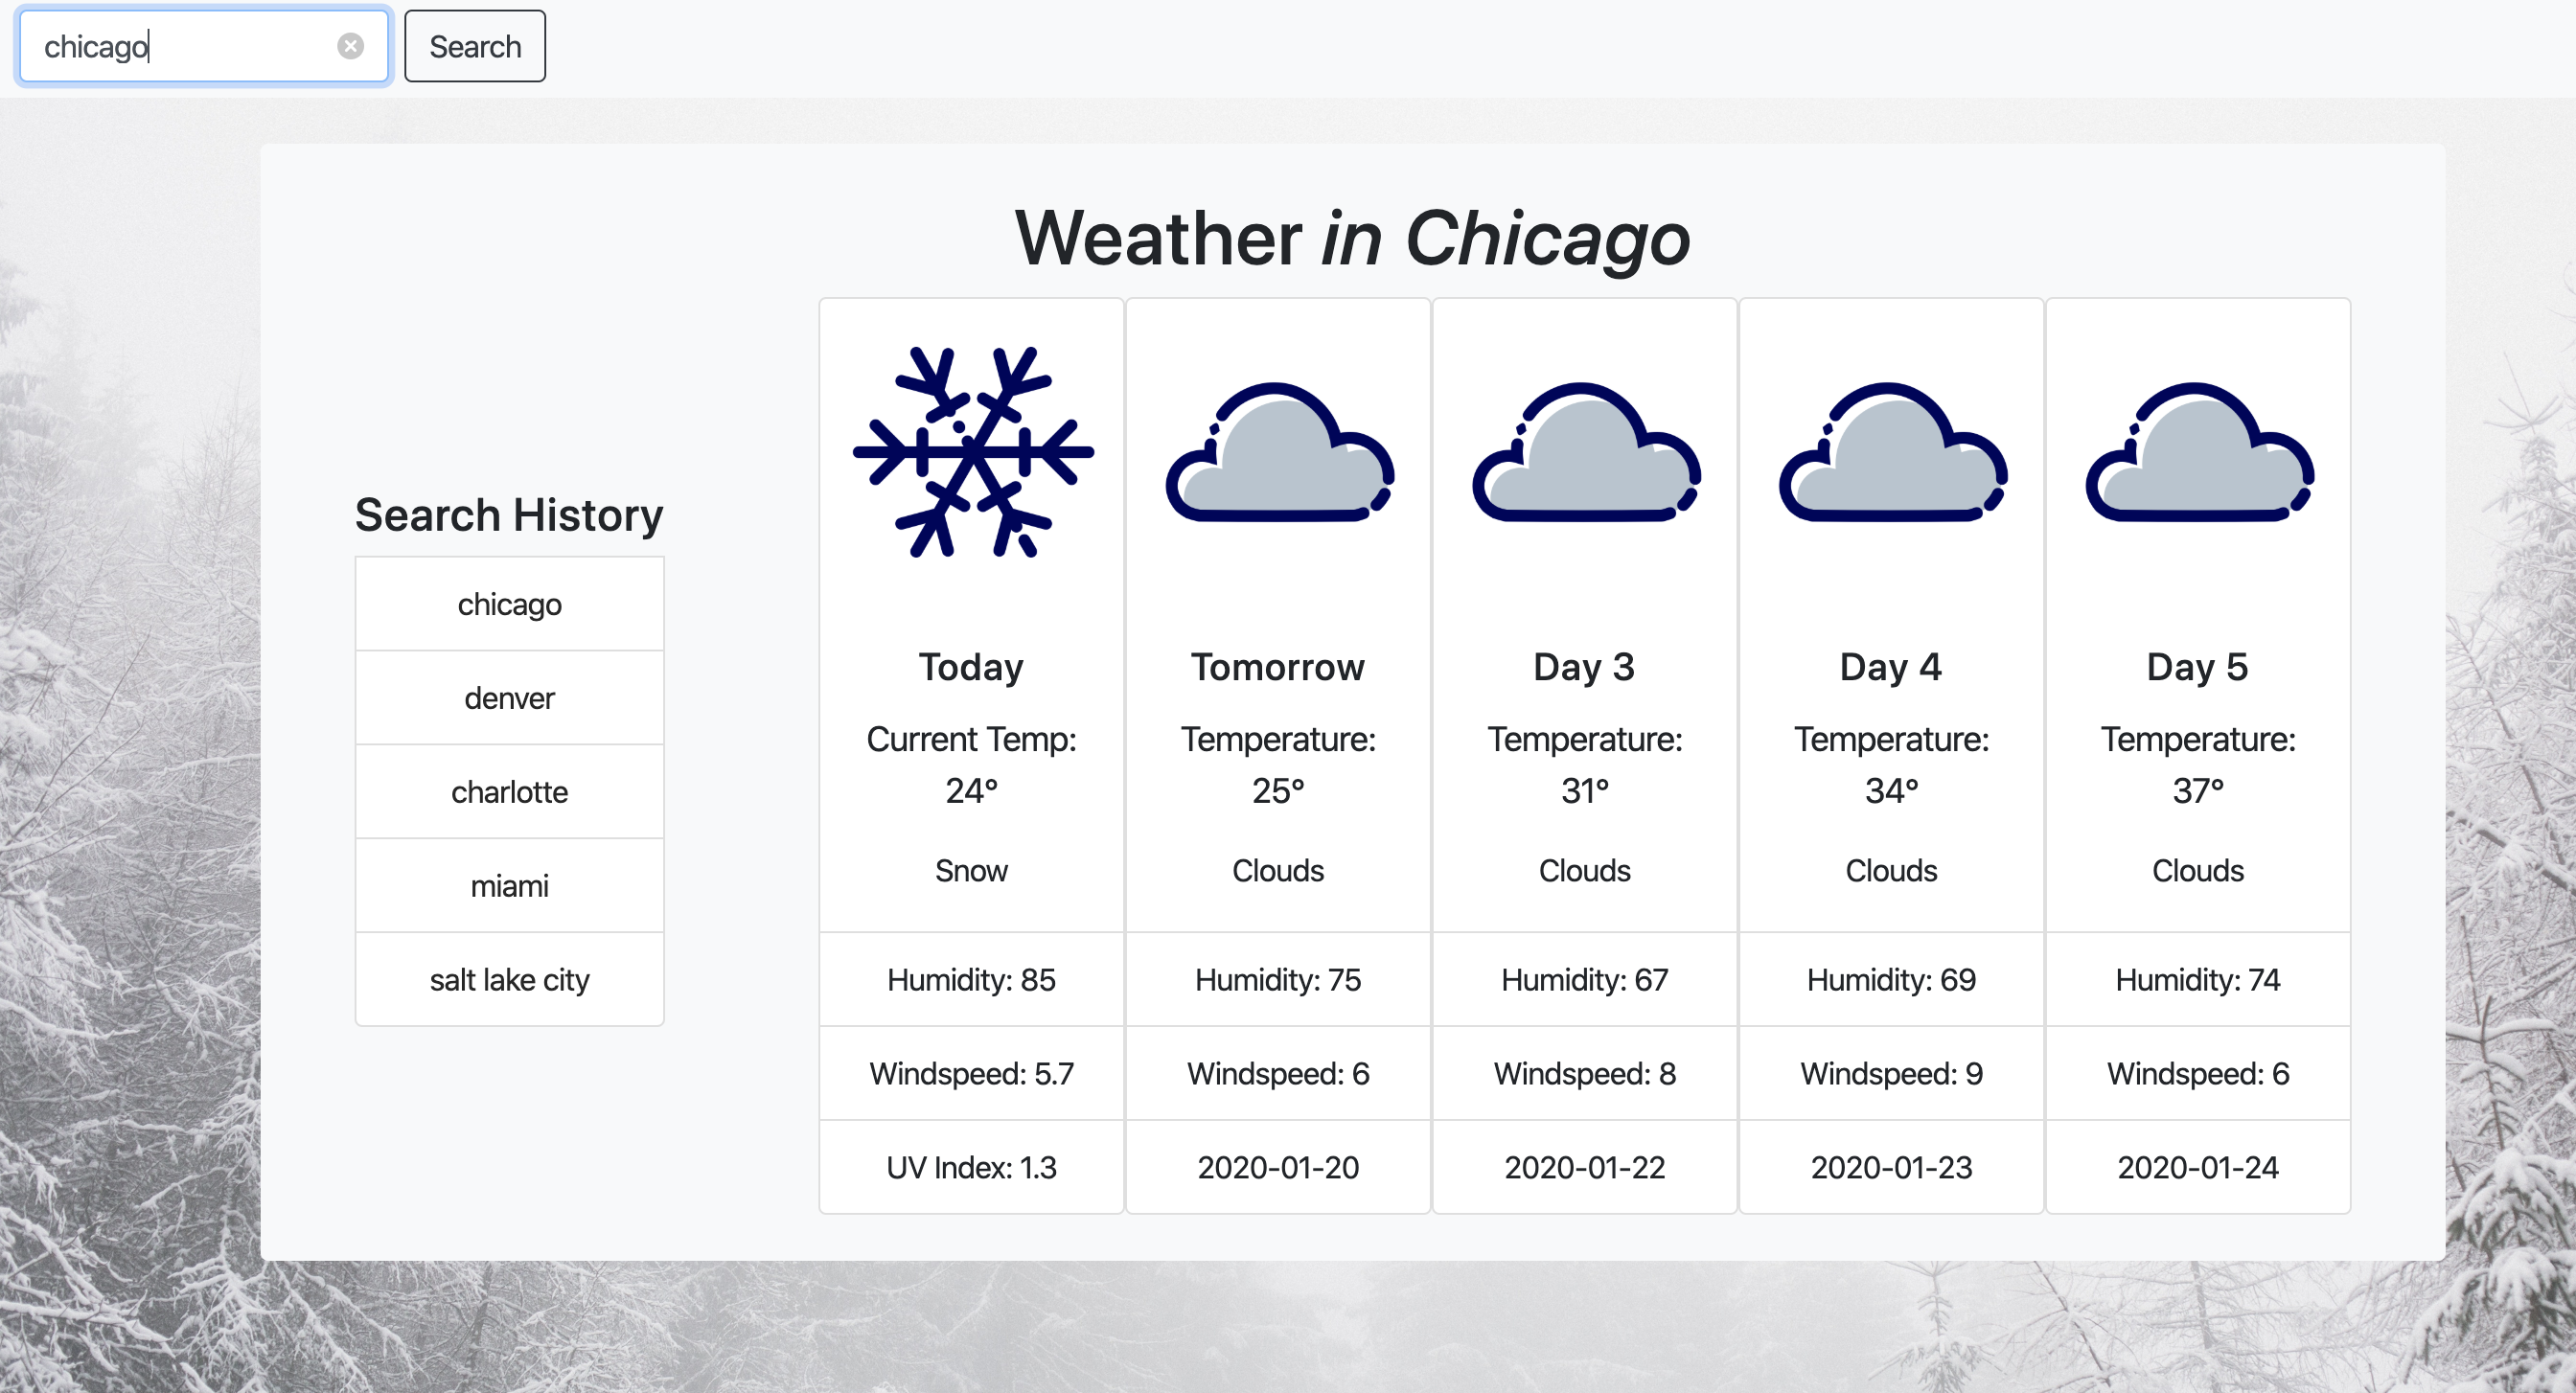 chicago
Search
Weather in Chicago
Search History
chicago
denver
charlotte
miami
salt lake city
Today
Current Temp:
24°
Snow
Humidity: 85
Windspeed: 5.7
UV Index: 1.3
Tomorrow
Temperature:
25°
Clouds
Humidity: 75
Windspeed: 6
2020-01-20
Day 3
Temperature:
31°
Clouds
Humidity: 67
Windspeed: 8
2020-01-22
Day 4
Temperature:
34°
Clouds
Humidity: 69
Windspeed: 9
2020-01-23
Day 5
Temperature:
37°
Clouds
Humidity: 74
Windspeed: 6
2020-01-24